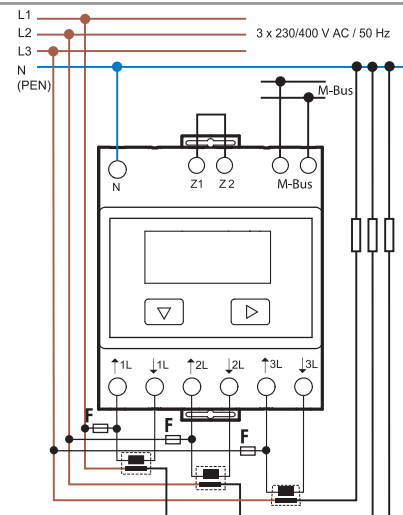 L1
L2
3 x 230/400 V AC / 50 Hz
L3
N
(PEN)
M-Bus
N
Z1
Z2
M-Bus
↑1L
↓1L
↑2L
↓2L
↑3L
↓3L
F
F
F